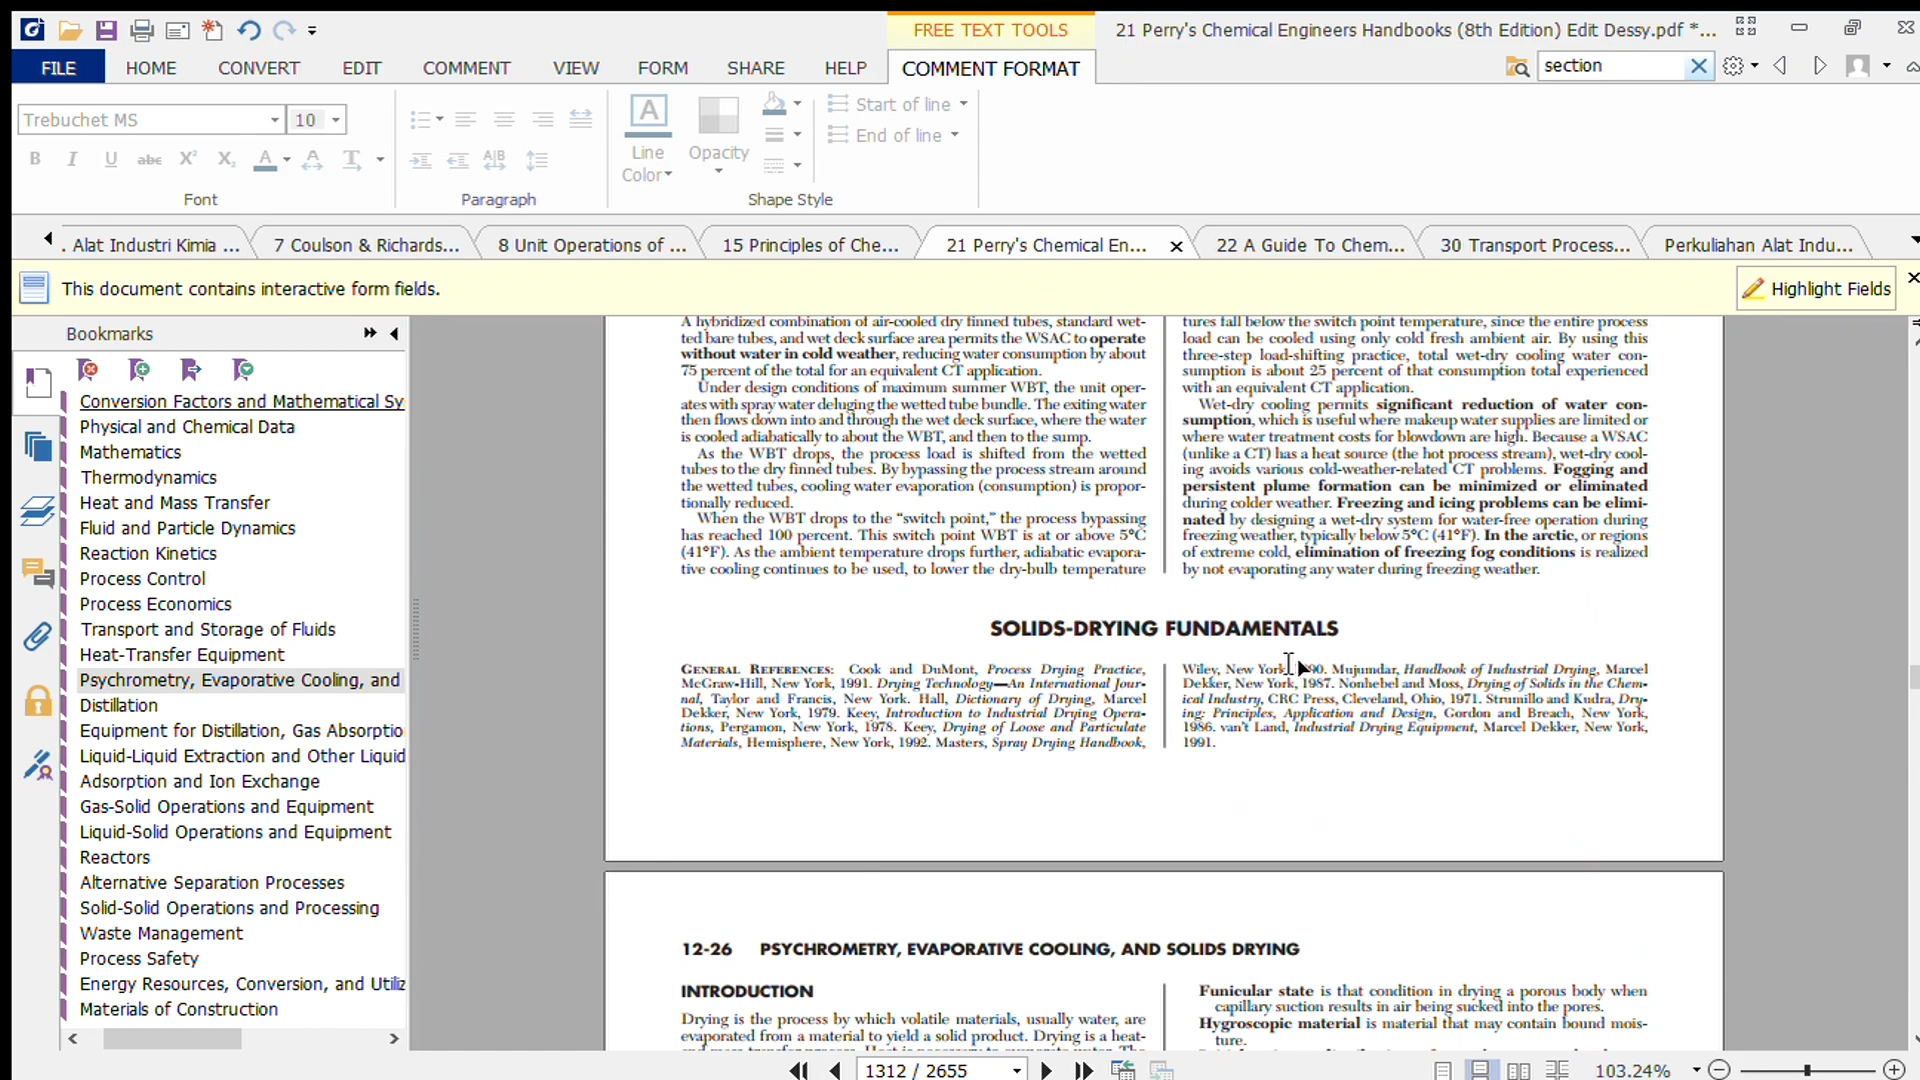 FREE TEXT TOOLS
21 Perry's Chemical Engineers Handbooks (8th Edition) Edit Dessy.pdf *...
FILE HOME CONVERT EDIT COMMENT VIEW FORM SHARE HELP COMMENT FORMAT
section
Trebuchet MS 10
Start of line
End of line
Line Color
Opacity
Font
Paragraph
Shape Style
. Alat Industri Kimia ...
7 Coulson & Richards...
8 Unit Operations of ...
15 Principles of Che...
21 Perry's Chemical En...
22 A Guide To Chem...
30 Transport Process...
Perkuliahan Alat Indu...
This document contains interactive form fields.
Highlight Fields
Bookmarks
Conversion Factors and Mathematical Sy
Physical and Chemical Data
Mathematics
Thermodynamics
Heat and Mass Transfer
Fluid and Particle Dynamics
Reaction Kinetics
Process Control
Process Economics
Transport and Storage of Fluids
Heat-Transfer Equipment
Psychrometry, Evaporative Cooling, and
Distillation
Equipment for Distillation, Gas Absorptio
Liquid-Liquid Extraction and Other Liquid
Adsorption and Ion Exchange
Gas-Solid Operations and Equipment
Liquid-Solid Operations and Equipment
Reactors
Alternative Separation Processes
Solid-Solid Operations and Processing
Waste Management
Process Safety
Energy Resources, Conversion, and Utiliz
Materials of Construction
A hybridized combination of air-cooled dry finned tubes, standard wet-
ted bare tubes, and wet deck surface area permits the WSAC to operate
without water in cold weather, reducing water consumption by about
75 percent of the total for an equivalent CT application.
Under design conditions of maximum summer WBT, the unit oper-
ates with spray water deluging the wetted tube bundle. The exiting water
then flows down into and through the wet deck surface, where the water
is cooled adiabatically to about the WBT, and then to the sump.
As the WBT drops, the process load is shifted from the wetted
tubes to the dry finned tubes. By bypassing the process stream around
the wetted tubes, cooling water evaporation (consumption) is propor-
tionally reduced.
When the WBT drops to the “switch point,” the process bypassing
has reached 100 percent. This switch point WBT is at or above 5°C
(41°F). As the ambient temperature drops further, adiabatic evapora-
tive cooling continues to be used, to lower the dry-bulb temperature
tures fall below the switch point temperature, since the entire process
load can be cooled using only cold fresh ambient air. By using this
three-step load-shifting practice, total wet-dry cooling water con-
sumption is about 25 percent of that consumption total experienced
with an equivalent CT application.
Wet-dry cooling permits significant reduction of water con-
sumption, which is useful where makeup water supplies are limited or
where water treatment costs for blowdown are high. Because a WSAC
(unlike a CT) has a heat source (the hot process stream), wet-dry cool-
ing avoids various cold-weather-related CT problems. Fogging and
persistent plume formation can be minimized or eliminated
during colder weather. Freezing and icing problems can be elimi-
nated by designing a wet-dry system for water-free operation during
freezing weather, typically below 5°C (41°F). In the arctic, or regions
of extreme cold, elimination of freezing fog conditions is realized
by not evaporating any water during freezing weather.
SOLIDS-DRYING FUNDAMENTALS
GENERAL REFERENCES: Cook and DuMont, Process Drying Practice,
McGraw-Hill, New York, 1991. Drying Technology—An International Jour-
nal, Taylor and Francis, New York. Hall, Dictionary of Drying, Marcel
Dekker, New York, 1979. Keey, Introduction to Industrial Drying Opera-
tions, Pergamon, New York, 1978. Keey, Drying of Loose and Particulate
Materials, Hemisphere, New York, 1992. Masters, Spray Drying Handbook,
Wiley, New York, 90. Mujumdar, Handbook of Industrial Drying, Marcel
Dekker, New York, 1987. Nonhebel and Moss, Drying of Solids in the Chem-
ical Industry, CRC Press, Cleveland, Ohio, 1971. Strumillo and Kudra, Dry-
ing: Principles, Application and Design, Gordon and Breach, New York,
1986. van't Land, Industrial Drying Equipment, Marcel Dekker, New York,
1991.
12-26 PSYCHROMETRY, EVAPORATIVE COOLING, AND SOLIDS DRYING
INTRODUCTION
Drying is the process by which volatile materials, usually water, are
evaporated from a material to yield a solid product. Drying is a heat-
Funicular state is that condition in drying a porous body when
capillary suction results in air being sucked into the pores.
Hygroscopic material is material that may contain bound mois-
ture.
1312 / 2655
103.24%